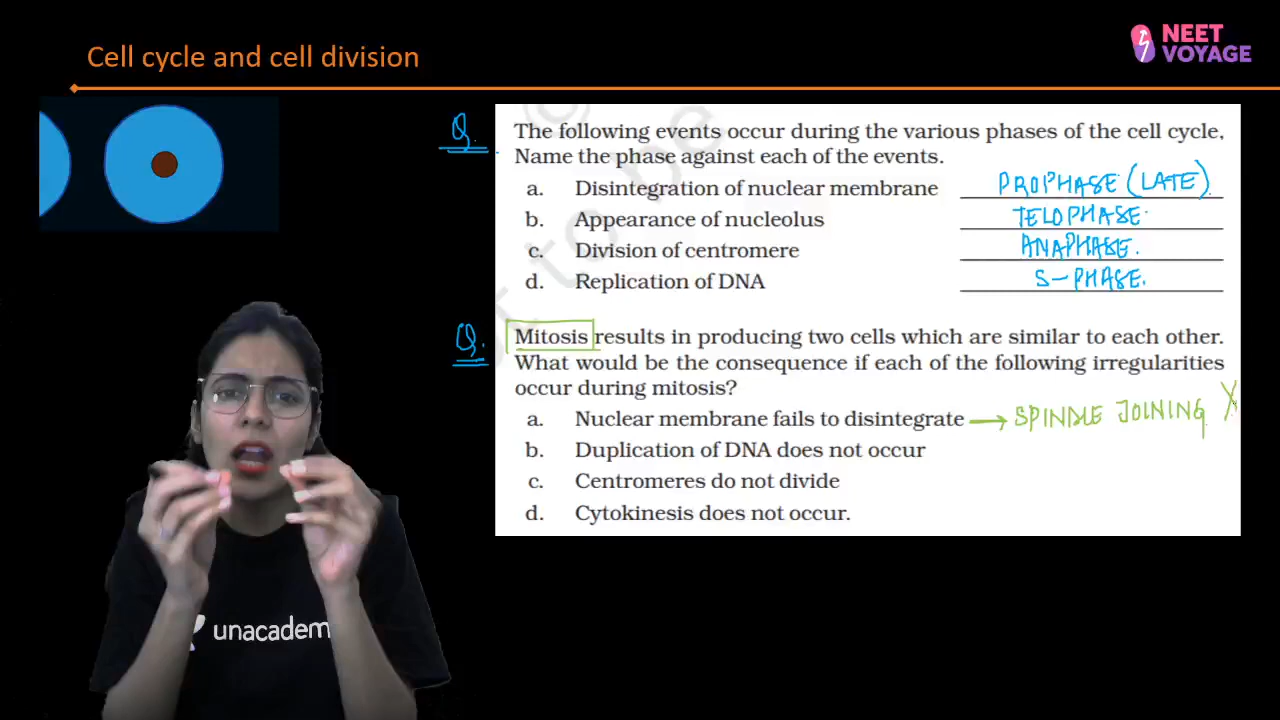 Cell cycle and cell division
NEET
VOYAGE
Q.
The following events occur during the various phases of the cell cycle,
Name the phase against each of the events.
a. Disintegration of nuclear membrane PROPHASE (LATE)
b. Appearance of nucleolus TELOPHASE
c. Division of centromere ANAPHASE.
d. Replication of DNA S-PHASE.
Q.
Mitosis results in producing two cells which are similar to each other.
What would be the consequence if each of the following irregularities
occur during mitosis?
a. Nuclear membrane fails to disintegrate → SPINDLE JOINING X
b. Duplication of DNA does not occur
c. Centromeres do not divide
d. Cytokinesis does not occur.
to be
unacadem